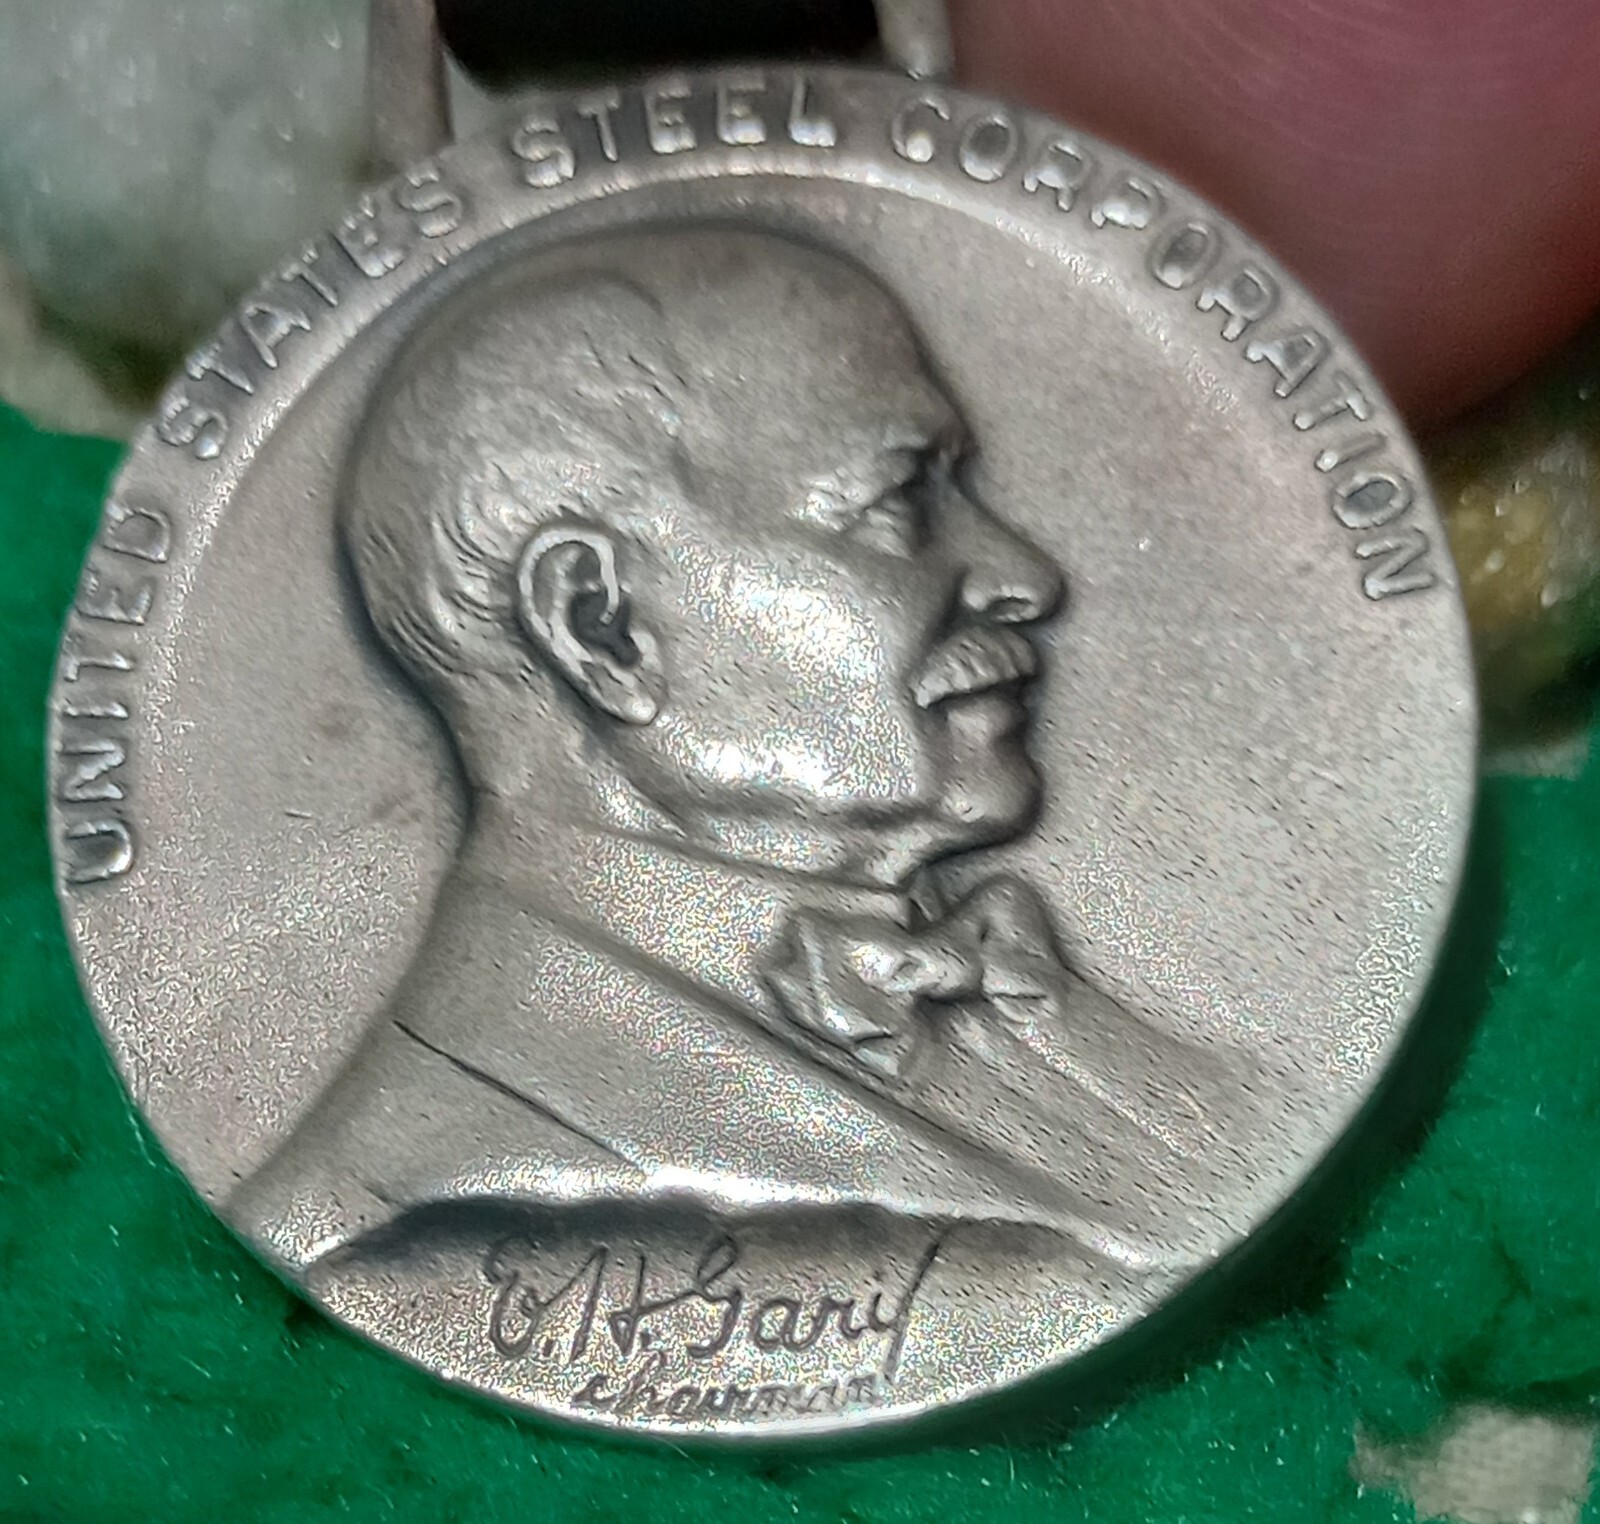 UNITED STATES STEEL CORPORATION
E. H. Gary
chairman